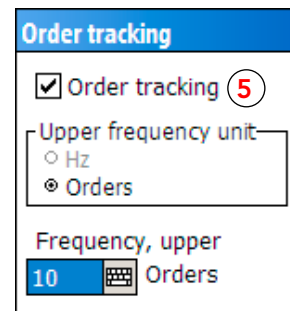 Order tracking
Order tracking 5
Upper frequency unit
Hz
Orders
Frequency, upper
10 Orders